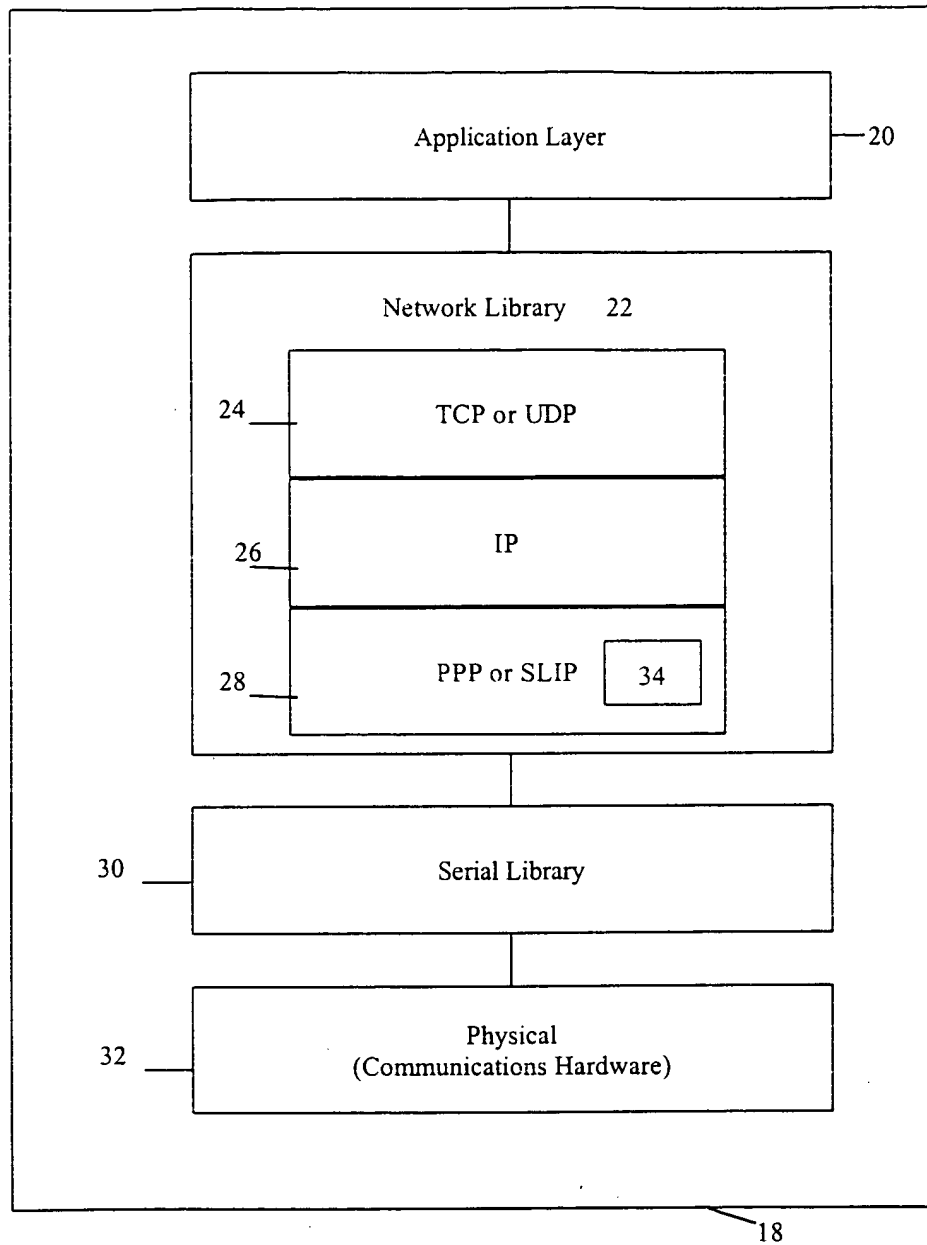 Application Layer
20
Network Library 22
24
TCP or UDP
26
IP
28
PPP or SLIP
34
30
Serial Library
32
Physical
(Communications Hardware)
18